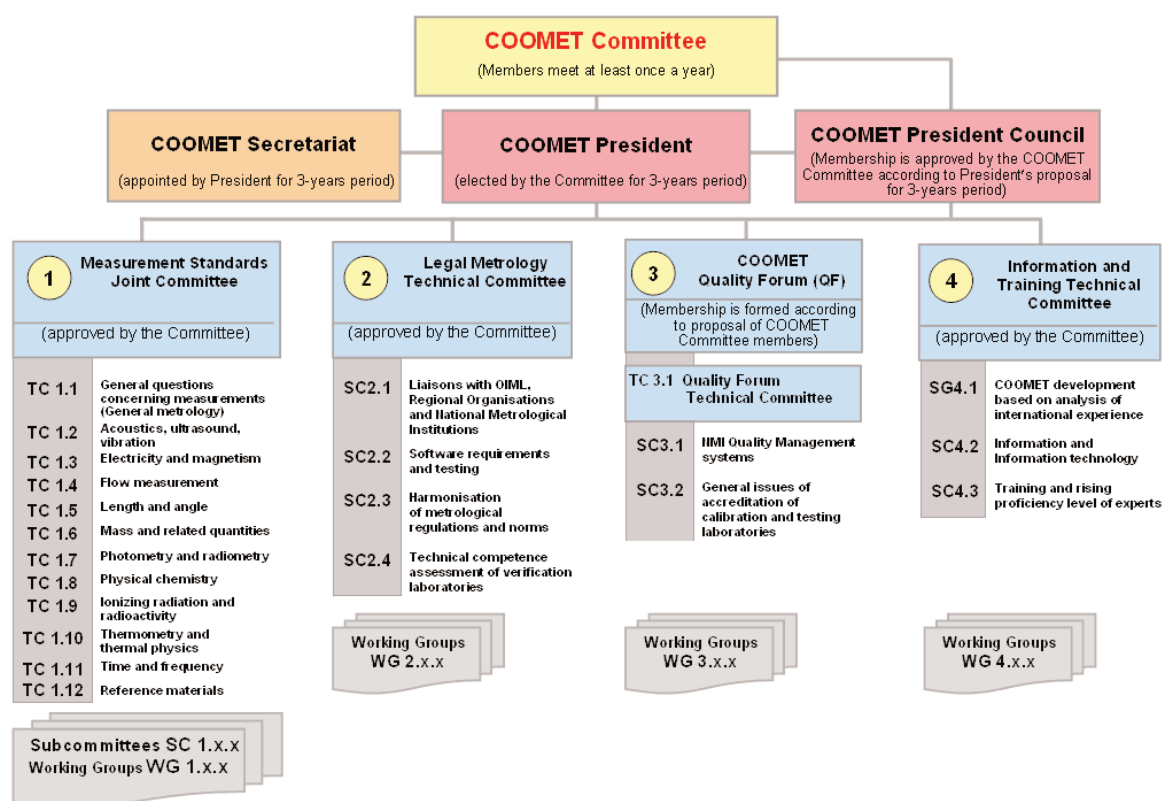 COOMET Committee
(Members meet at least once a year)
COOMET Secretariat
(appointed by President for 3-years period)
COOMET President
(elected by the Committee for 3-years period)
COOMET President Council
(Membership is approved by the COOMET
Committee according to President's proposal
for 3-years period)
1
Measurement Standards
Joint Committee
(approved by the Committee)
TC 1.1 General questions
concerning measurements
(General metrology)
TC 1.2 Acoustics, ultrasound,
vibration
TC 1.3 Electricity and magnetism
TC 1.4 Flow measurement
TC 1.5 Length and angle
TC 1.6 Mass and related quantities
TC 1.7 Photometry and radiometry
TC 1.8 Physical chemistry
TC 1.9 Ionizing radiation and
radioactivity
TC 1.10 Thermometry and
thermal physics
TC 1.11 Time and frequency
TC 1.12 Reference materials
Subcommittees SC 1.x.x
Working Groups WG 1.x.x
2
Legal Metrology
Technical Committee
(approved by the Committee)
SC2.1 Liaisons with OIML,
Regional Organisations
and National Metrological
Institutions
SC2.2 Software requirements
and testing
SC2.3 Harmonisation
of metrological
regulations and norms
SC2.4 Technical competence
assessment of verification
laboratories
Working Groups
WG 2.x.x
3
COOMET
Quality Forum (QF)
(Membership is formed according
to proposal of COOMET
Committee members)
TC 3.1 Quality Forum
Technical Committee
SC3.1 NMI Quality Management
systems
SC3.2 General issues of
accreditation of
calibration and testing
laboratories
Working Groups
WG 3.x.x
4
Information and
Training Technical
Committee
(approved by the Committee)
SG4.1 COOMET development
based on analysis of
international experience
SC4.2 Information and
Information technology
SC4.3 Training and rising
proficiency level of experts
Working Groups
WG 4.x.x